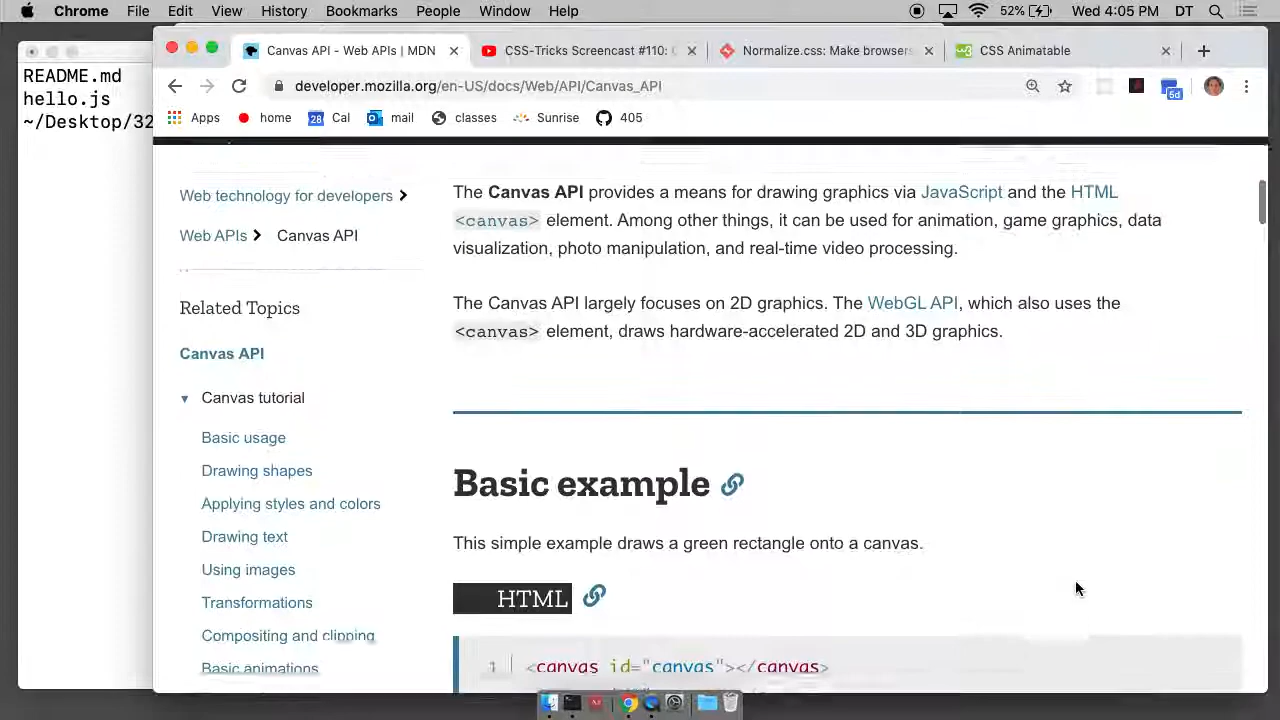 Chrome File Edit View History Bookmarks People Window Help 52% Wed 4:05 PM DT
README.md
hello.js
~/Desktop/32
Canvas API - Web APIs | MDN
CSS-Tricks Screencast #110:
Normalize.css: Make browsers
w3
CSS Animatable
developer.mozilla.org/en-US/docs/Web/API/Canvas_API
5d
Apps home 28 Cal mail classes Sunrise 405
Web technology for developers
Web APIs Canvas API
Related Topics
Canvas API
Canvas tutorial
Basic usage
Drawing shapes
Applying styles and colors
Drawing text
Using images
Transformations
Compositing and clipping
Basic animations
The Canvas API provides a means for drawing graphics via JavaScript and the HTML
<canvas> element. Among other things, it can be used for animation, game graphics, data
visualization, photo manipulation, and real-time video processing.
The Canvas API largely focuses on 2D graphics. The WebGL API, which also uses the
<canvas> element, draws hardware-accelerated 2D and 3D graphics.
Basic example
This simple example draws a green rectangle onto a canvas.
HTML
1 <canvas id="canvas"></canvas>